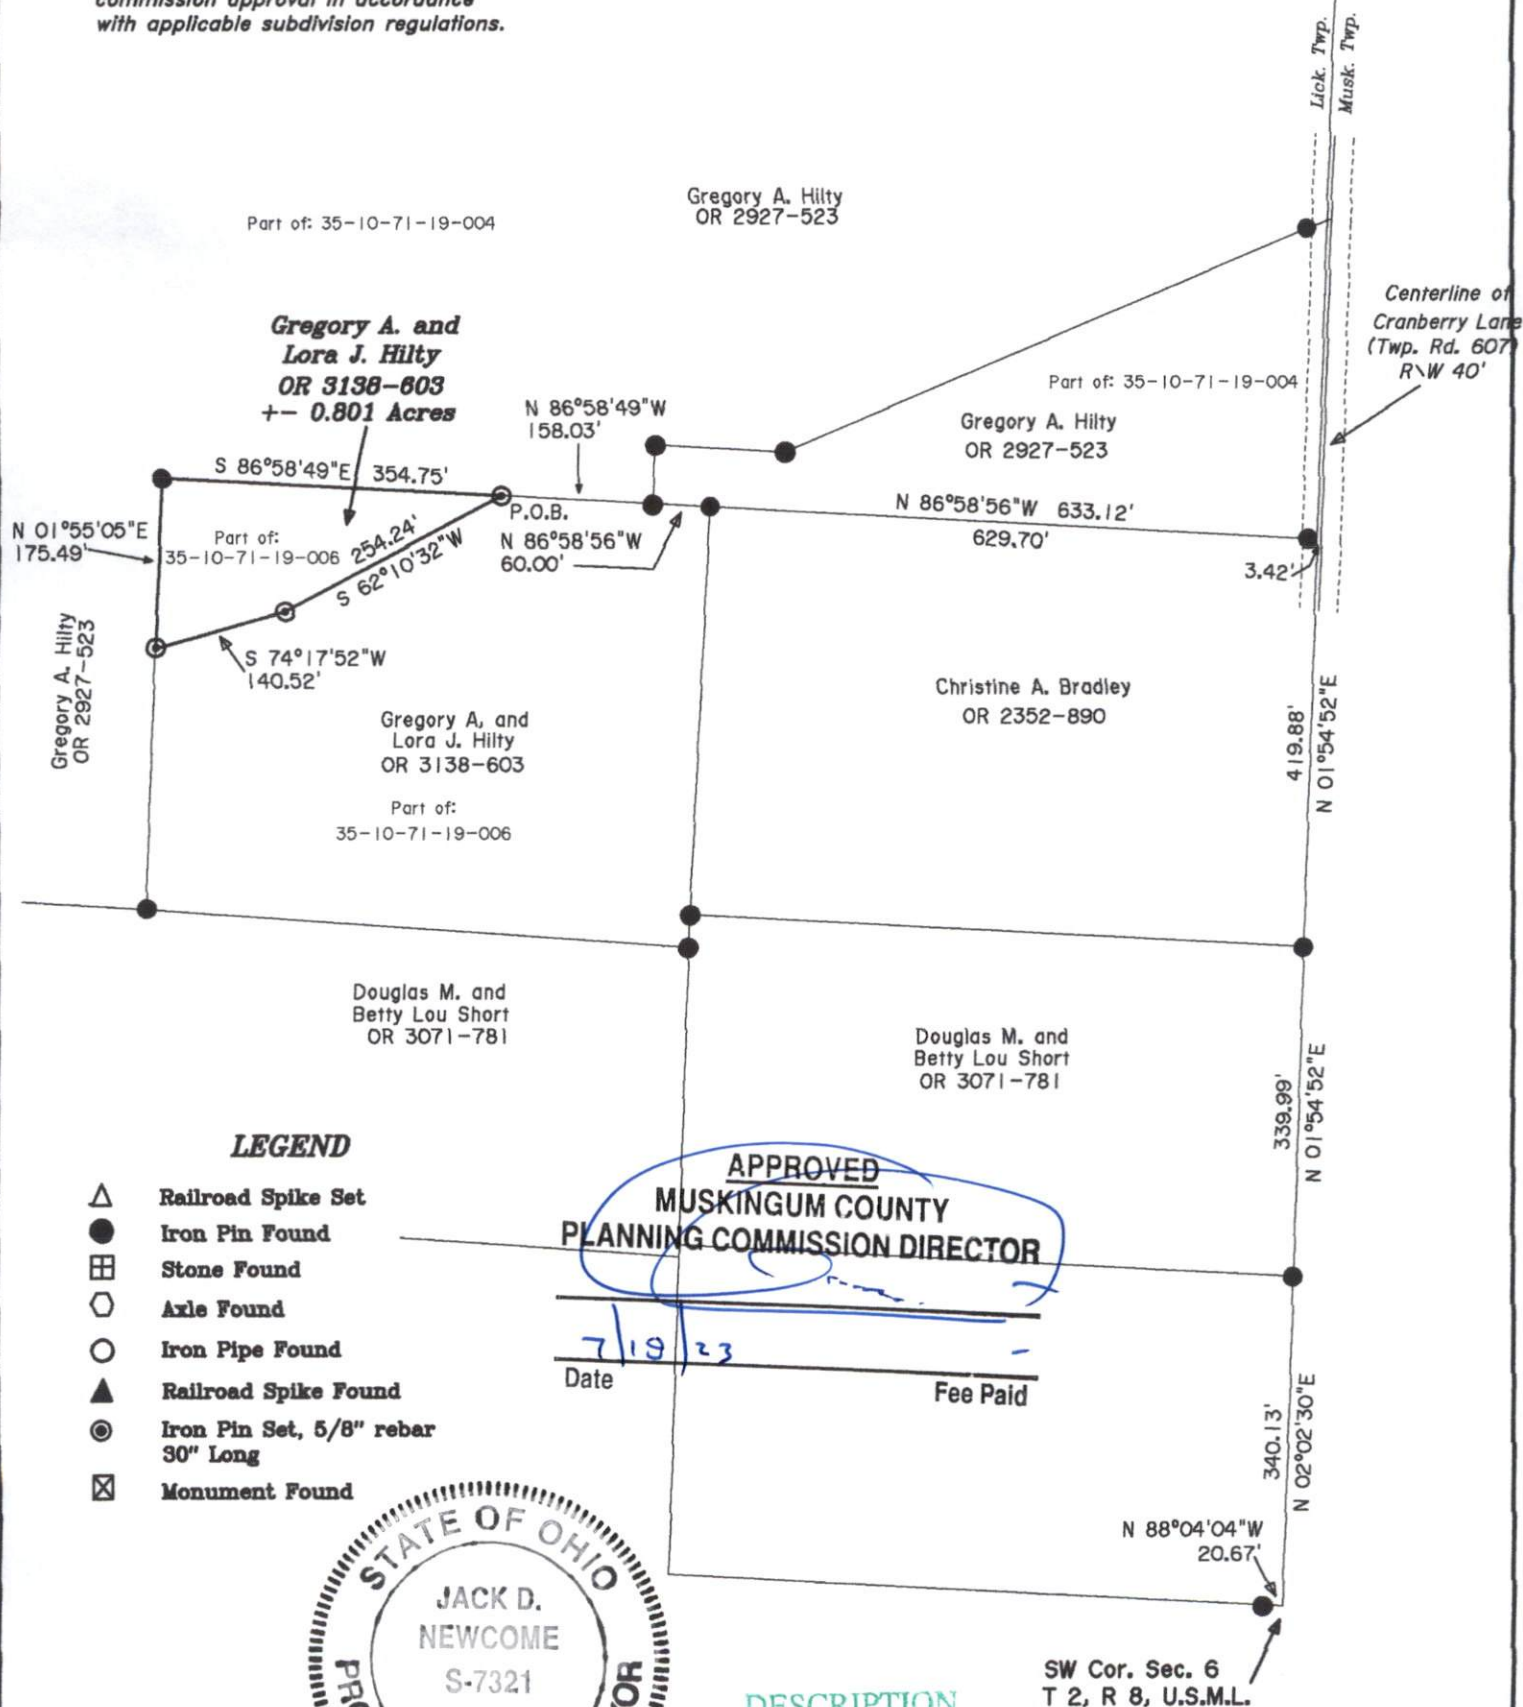 commission approval in accordance
with applicable subdivision regulations.
Lick. Twp.
Musk. Twp.
Gregory A. Hilty
OR 2927-523
Part of: 35-10-71-19-004
Centerline of
Cranberry Lane
(Twp. Rd. 607)
R\W 40'
Gregory A. and
Lora J. Hilty
OR 3138-603
+- 0.801 Acres
Part of: 35-10-71-19-004
N 86°58'49"W
158.03'
Gregory A. Hilty
OR 2927-523
S 86°58'49"E 354.75'
P.O.B.
N 86°58'56"W 633.12'
629.70'
N 01°55'05"E
175.49'
Part of:
35-10-71-19-006
254.24'
S 62°10'32"W
N 86°58'56"W
60.00'
3.42'
Gregory A. Hilty
OR 2927-523
S 74°17'52"W
140.52'
Christine A. Bradley
OR 2352-890
419.88'
N 01°54'52"E
Gregory A, and
Lora J. Hilty
OR 3138-603
Part of:
35-10-71-19-006
Douglas M. and
Betty Lou Short
OR 3071-781
Douglas M. and
Betty Lou Short
OR 3071-781
339.99'
N 01°54'52"E
LEGEND
Railroad Spike Set
Iron Pin Found
Stone Found
Axle Found
Iron Pipe Found
Railroad Spike Found
Iron Pin Set, 5/8" rebar
30" Long
Monument Found
APPROVED
MUSKINGUM COUNTY
PLANNING COMMISSION DIRECTOR
7/19/23
Date
Fee Paid
340.13'
N 02°02'30"E
N 88°04'04"W
20.67'
STATE OF OHIO
JACK D.
NEWCOME
S-7321
DESCRIPTION
SW Cor. Sec. 6
T 2, R 8, U.S.M.L.